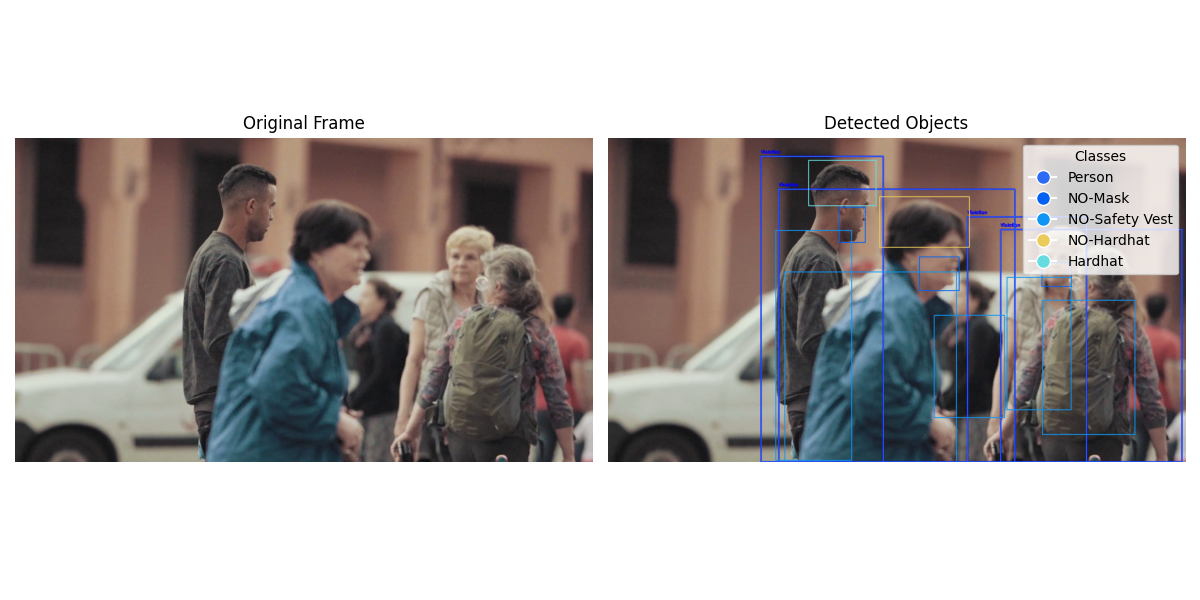 Original Frame
Detected Objects
Classes
Person
NO-Mask
NO-Safety Vest
NO-Hardhat
Hardhat